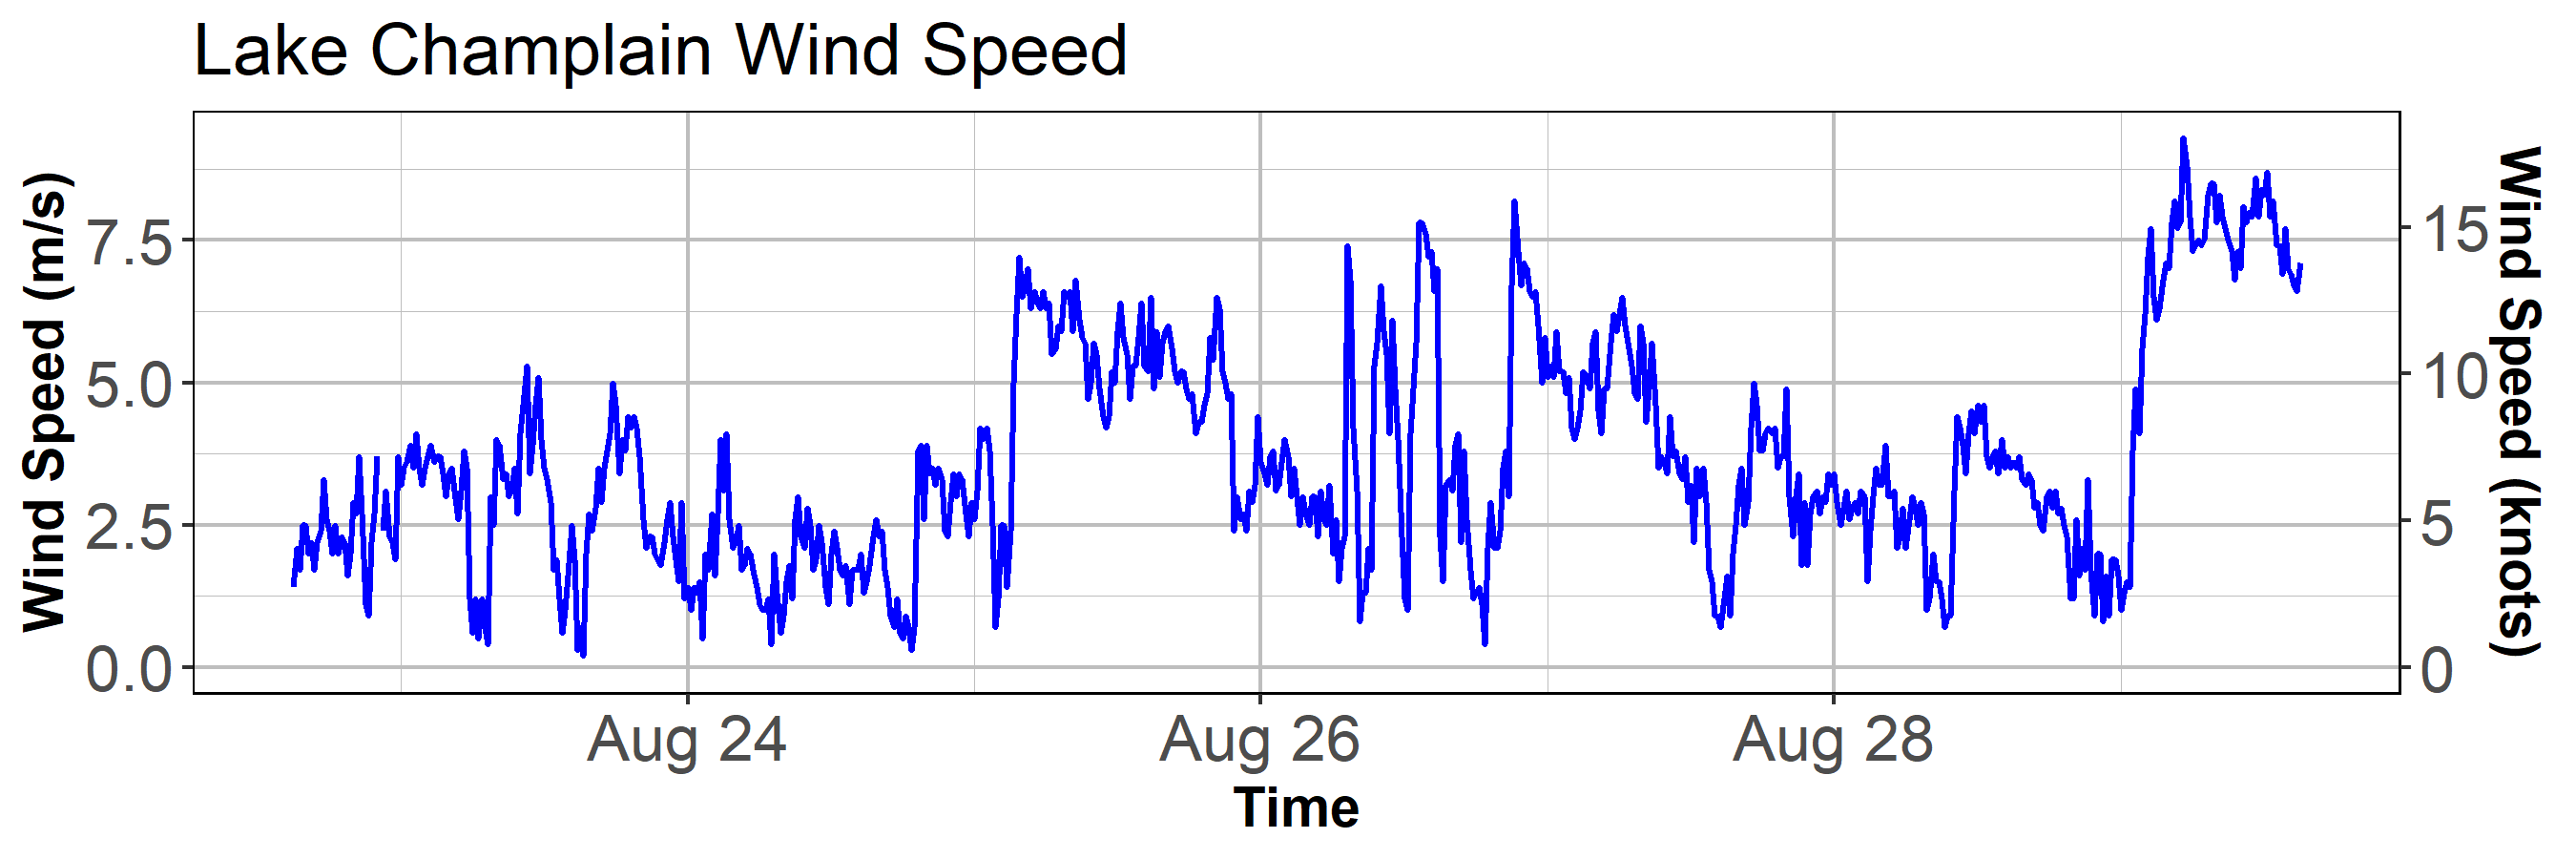 Lake Champlain Wind Speed
Wind Speed (m/s)
7.5
5.0
2.5
0.0
15
10
5
0
Wind Speed (knots)
Aug 24
Aug 26
Aug 28
Time